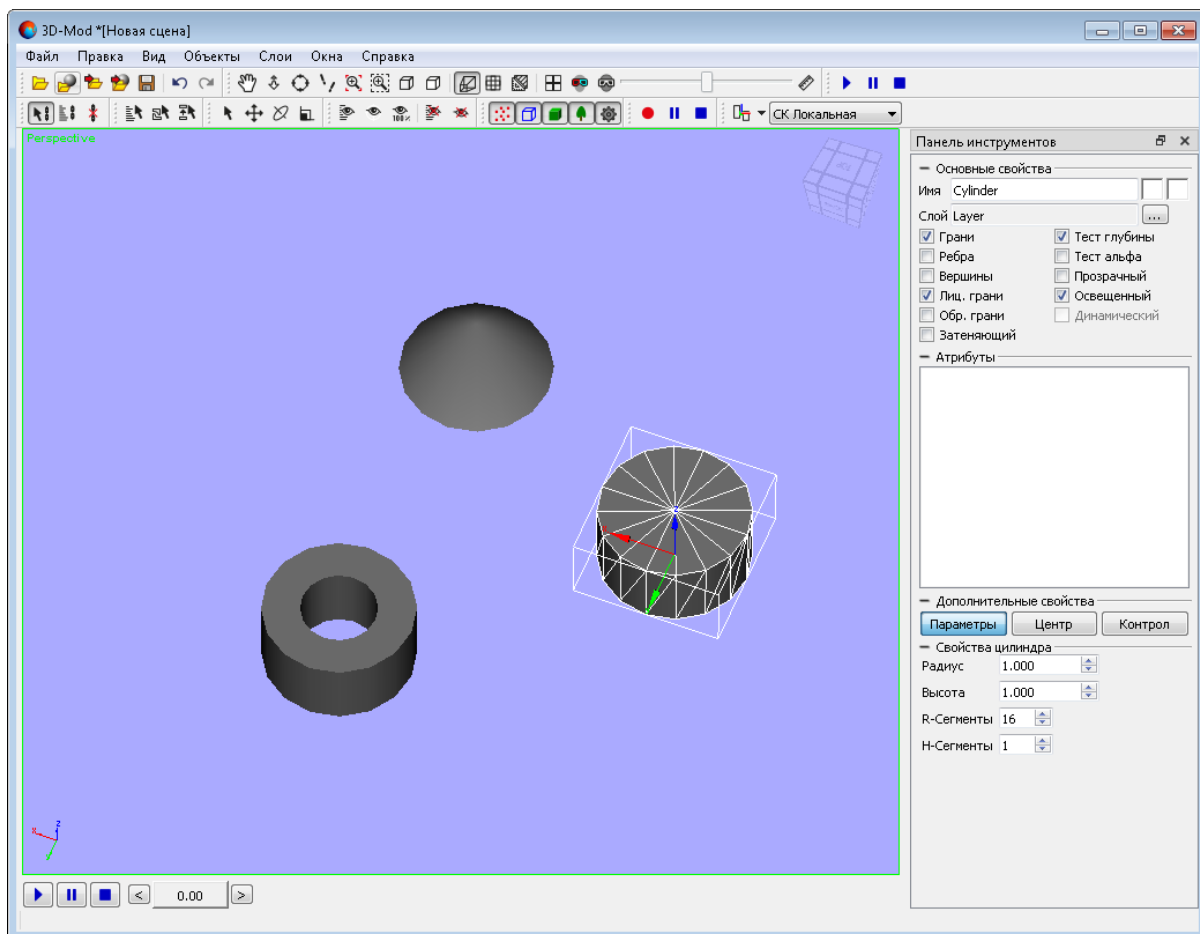 3D-Mod *[Новая сцена]
Файл Правка Вид Объекты Слои Окна Справка
100%
СК Локальная
Perspective
Панель инструментов
Основные свойства
Имя Cylinder
Слой Layer ...
Грани Тест глубины
Ребра Тест альфа
Вершины Прозрачный
Лиц. грани Освещенный
Обр. грани Динамический
Затеняющий
Атрибуты
Дополнительные свойства
Параметры Центр Контрол
Свойства цилиндра
Радиус 1.000
Высота 1.000
R-Сегменты 16
H-Сегменты 1
z
x
y
< 0.00 >